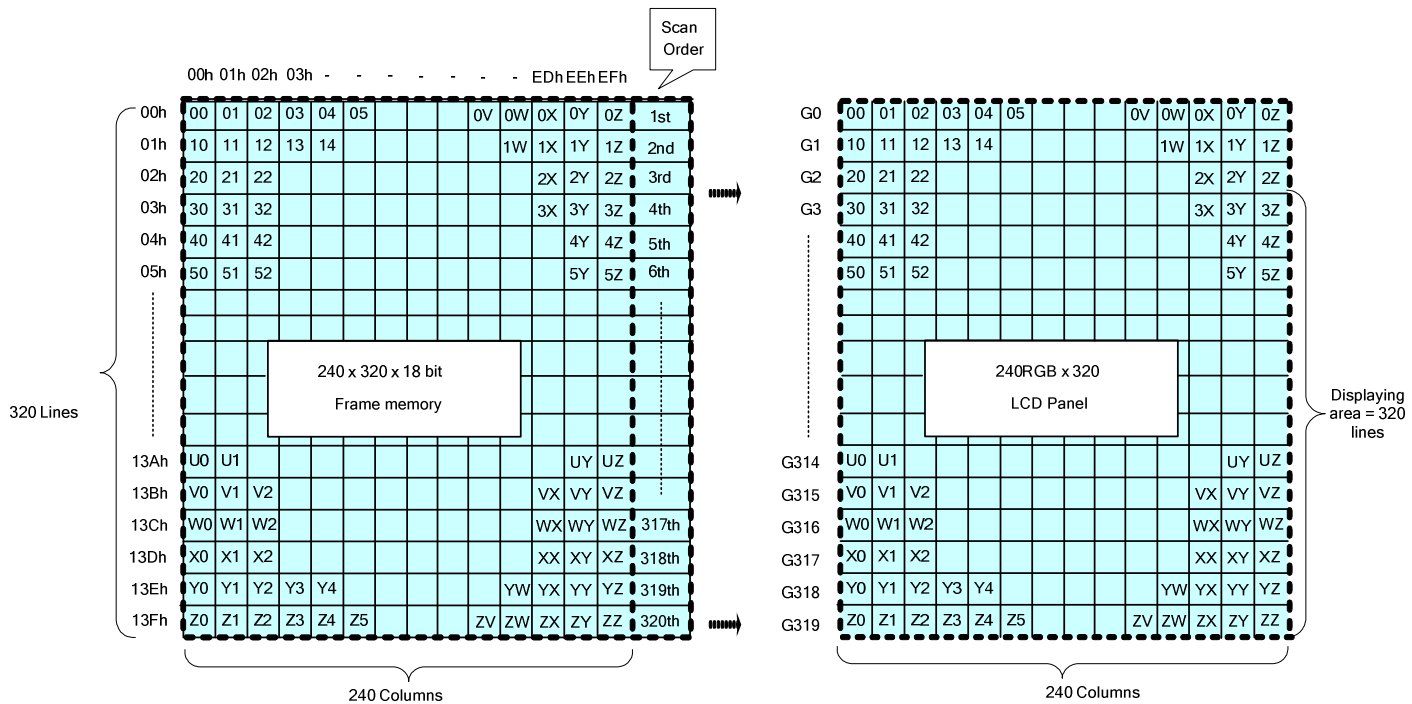 Scan
Order
00h 01h 02h 03h - - - - - - - EDh EEh EFh
00h 00 01 02 03 04 05 0V 0W 0X 0Y 0Z 1st
01h 10 11 12 13 14 1W 1X 1Y 1Z 2nd
02h 20 21 22 2X 2Y 2Z 3rd
03h 30 31 32 3X 3Y 3Z 4th
04h 40 41 42 4Y 4Z 5th
05h 50 51 52 5Y 5Z 6th
240 x 320 x 18 bit
Frame memory
320 Lines
13Ah U0 U1 UY UZ
13Bh V0 V1 V2 VX VY VZ
13Ch W0 W1 W2 WX WY WZ 317th
13Dh X0 X1 X2 XX XY XZ 318th
13Eh Y0 Y1 Y2 Y3 Y4 YW YX YY YZ 319th
13Fh Z0 Z1 Z2 Z3 Z4 Z5 ZV ZW ZX ZY ZZ 320th
240 Columns
G0 00 01 02 03 04 05 0V 0W 0X 0Y 0Z
G1 10 11 12 13 14 1W 1X 1Y 1Z
G2 20 21 22 2X 2Y 2Z
G3 30 31 32 3X 3Y 3Z
40 41 42 4Y 4Z
50 51 52 5Y 5Z
240RGB x 320
LCD Panel
Displaying
area = 320
lines
G314 U0 U1 UY UZ
G315 V0 V1 V2 VX VY VZ
G316 W0 W1 W2 WX WY WZ
G317 X0 X1 X2 XX XY XZ
G318 Y0 Y1 Y2 Y3 Y4 YW YX YY YZ
G319 Z0 Z1 Z2 Z3 Z4 Z5 ZV ZW ZX ZY ZZ
240 Columns